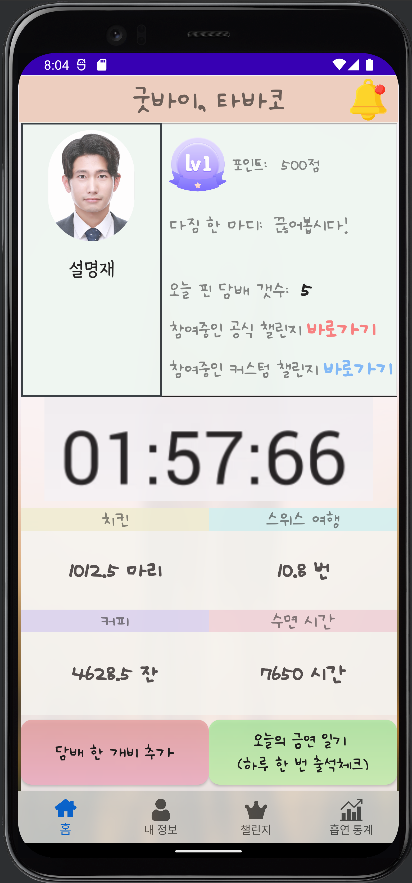 8:04
굿바이, 타바코
lv1
포인트: 500점
다짐 한 마디: 끊어봅시다!
설명재
오늘 핀 담배 갯수: 5
참여중인 공식 챌린지 바로가기
참여중인 커스텀 챌린지 바로가기
01:57:66
치킨
스위스 여행
1012.5 마리
10.8 번
커피
수면 시간
4628.5 잔
7650 시간
담배 한 개비 추가
오늘의 금연 일기
(하루 한 번 출석체크)
홈
내 정보
챌린지
흡연 통계